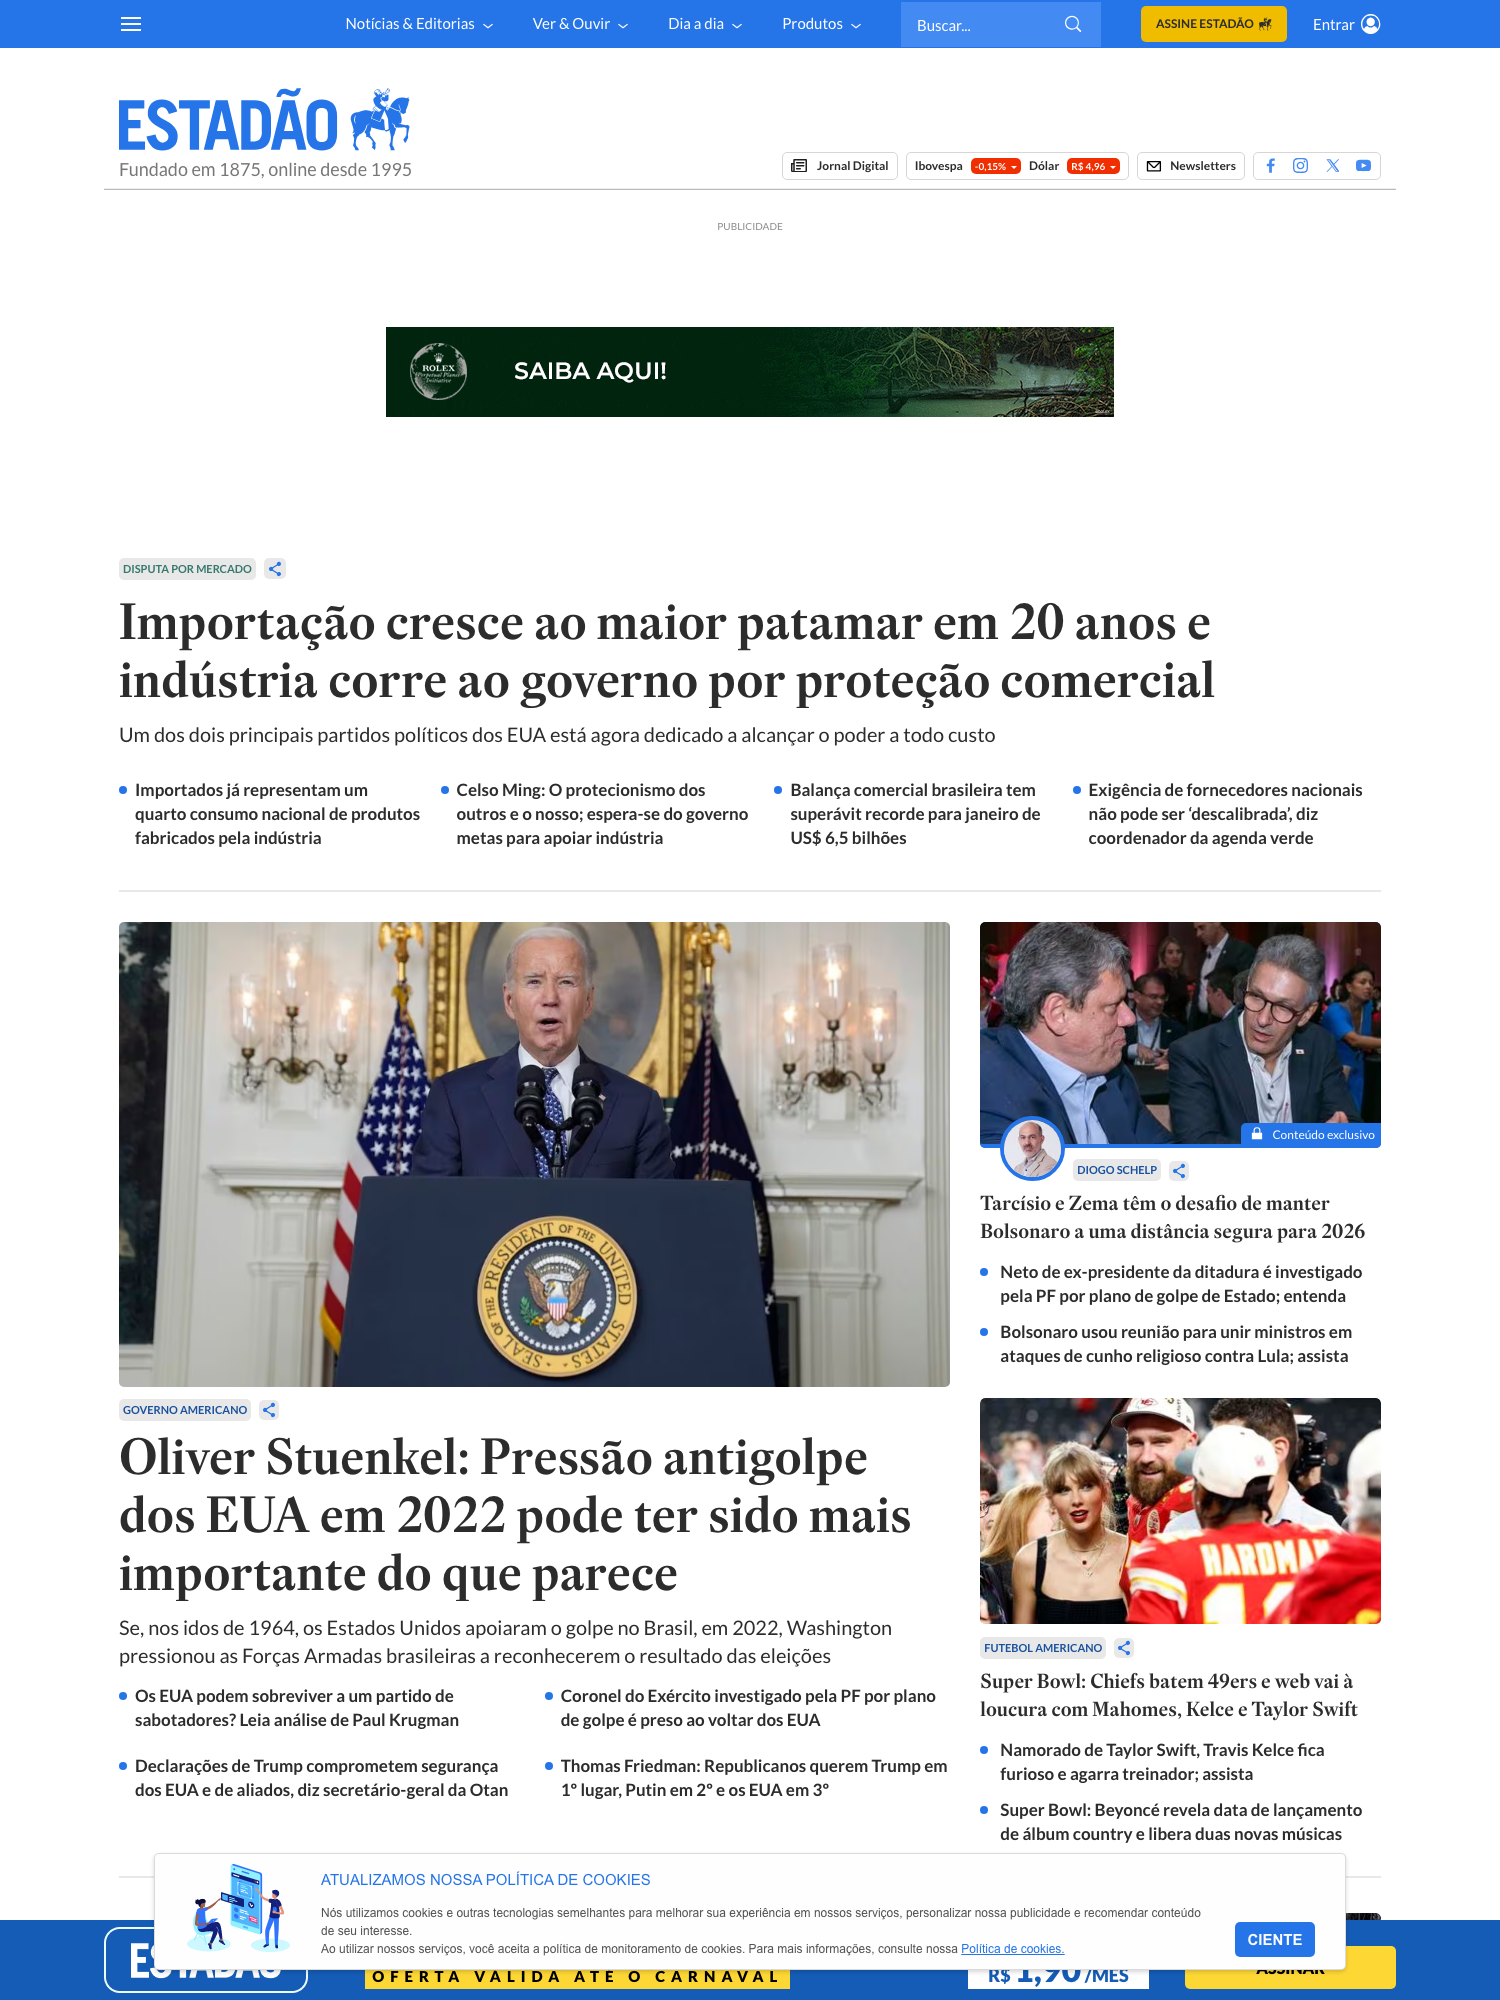 Notícias & Editorias Ver & Ouvir Dia a dia Produtos Buscar... ASSINE ESTADÃO Entrar
ESTADÃO
Fundado em 1875, online desde 1995
Jornal Digital Ibovespa -0,15% Dólar R$ 4,96 Newsletters
PUBLICIDADE
ROLEX
Perpetual Planet
Initiative
SAIBA AQUI!
DISPUTA POR MERCADO
Importação cresce ao maior patamar em 20 anos e
indústria corre ao governo por proteção comercial
Um dos dois principais partidos políticos dos EUA está agora dedicado a alcançar o poder a todo custo
Importados já representam um
quarto consumo nacional de produtos
fabricados pela indústria
Celso Ming: O protecionismo dos
outros e o nosso; espera-se do governo
metas para apoiar indústria
Balança comercial brasileira tem
superávit recorde para janeiro de
US$ 6,5 bilhões
Exigência de fornecedores nacionais
não pode ser ‘descalibrada’, diz
coordenador da agenda verde
PRESIDENT OF THE UNITED STATES
GOVERNO AMERICANO
Oliver Stuenkel: Pressão antigolpe
dos EUA em 2022 pode ter sido mais
importante do que parece
Se, nos idos de 1964, os Estados Unidos apoiaram o golpe no Brasil, em 2022, Washington
pressionou as Forças Armadas brasileiras a reconhecerem o resultado das eleições
Os EUA podem sobreviver a um partido de
sabotadores? Leia análise de Paul Krugman
Coronel do Exército investigado pela PF por plano
de golpe é preso ao voltar dos EUA
Declarações de Trump comprometem segurança
dos EUA e de aliados, diz secretário-geral da Otan
Thomas Friedman: Republicanos querem Trump em
1º lugar, Putin em 2º e os EUA em 3º
Conteúdo exclusivo
DIOGO SCHELP
Tarcísio e Zema têm o desafio de manter
Bolsonaro a uma distância segura para 2026
Neto de ex-presidente da ditadura é investigado
pela PF por plano de golpe de Estado; entenda
Bolsonaro usou reunião para unir ministros em
ataques de cunho religioso contra Lula; assista
HARDMAN
FUTEBOL AMERICANO
Super Bowl: Chiefs batem 49ers e web vai à
loucura com Mahomes, Kelce e Taylor Swift
Namorado de Taylor Swift, Travis Kelce fica
furioso e agarra treinador; assista
Super Bowl: Beyoncé revela data de lançamento
de álbum country e libera duas novas músicas
ATUALIZAMOS NOSSA POLÍTICA DE COOKIES
Nós utilizamos cookies e outras tecnologias semelhantes para melhorar sua experiência em nossos serviços, personalizar nossa publicidade e recomendar conteúdo
de seu interesse.
Ao utilizar nossos serviços, você aceita a política de monitoramento de cookies. Para mais informações, consulte nossa Política de cookies.
CIENTE
ESTADÃO
OFERTA VÁLIDA ATÉ O CARNAVAL
R$ 1,90/MÊS
ASSINAR